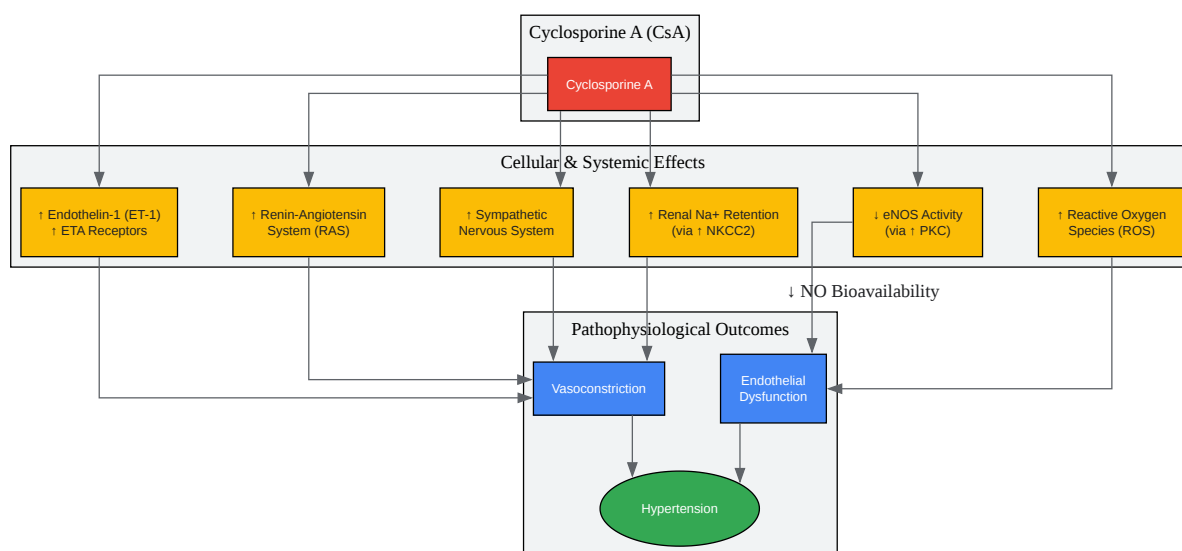 Cyclosporine A (CsA)
Cyclosporine A
Cellular & Systemic Effects
↑ Endothelin-1 (ET-1)
↑ ETA Receptors
↑ Renin-Angiotensin
System (RAS)
↑ Sympathetic
Nervous System
↑ Renal Na+ Retention
(via ↑ NKCC2)
↓ eNOS Activity
(via ↑ PKC)
↑ Reactive Oxygen
Species (ROS)
↓ NO Bioavailability
Pathophysiological Outcomes
Vasoconstriction
Endothelial
Dysfunction
Hypertension